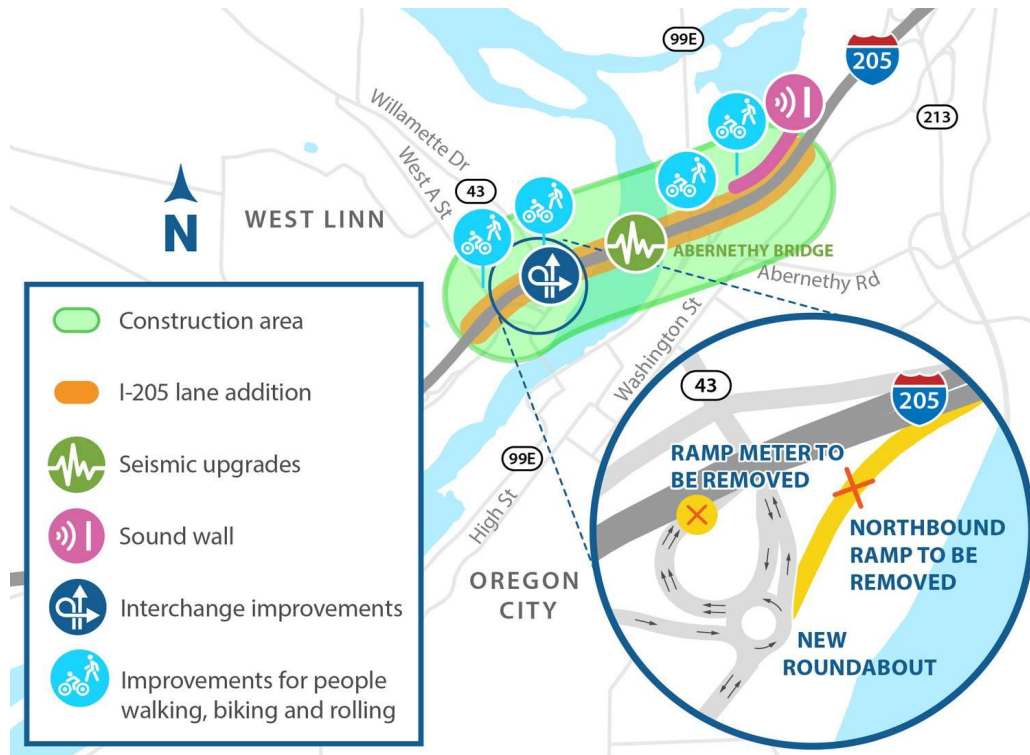 99E
205
213
Willamette Dr
West A St
43
WEST LINN
N
ABERNETHY BRIDGE
Abernethy Rd
Washington St
99E
High St
OREGON
CITY
Construction area
I-205 lane addition
Seismic upgrades
Sound wall
Interchange improvements
Improvements for people
walking, biking and rolling
43
205
RAMP METER TO
BE REMOVED
NORTHBOUND
RAMP TO BE
REMOVED
NEW
ROUNDABOUT